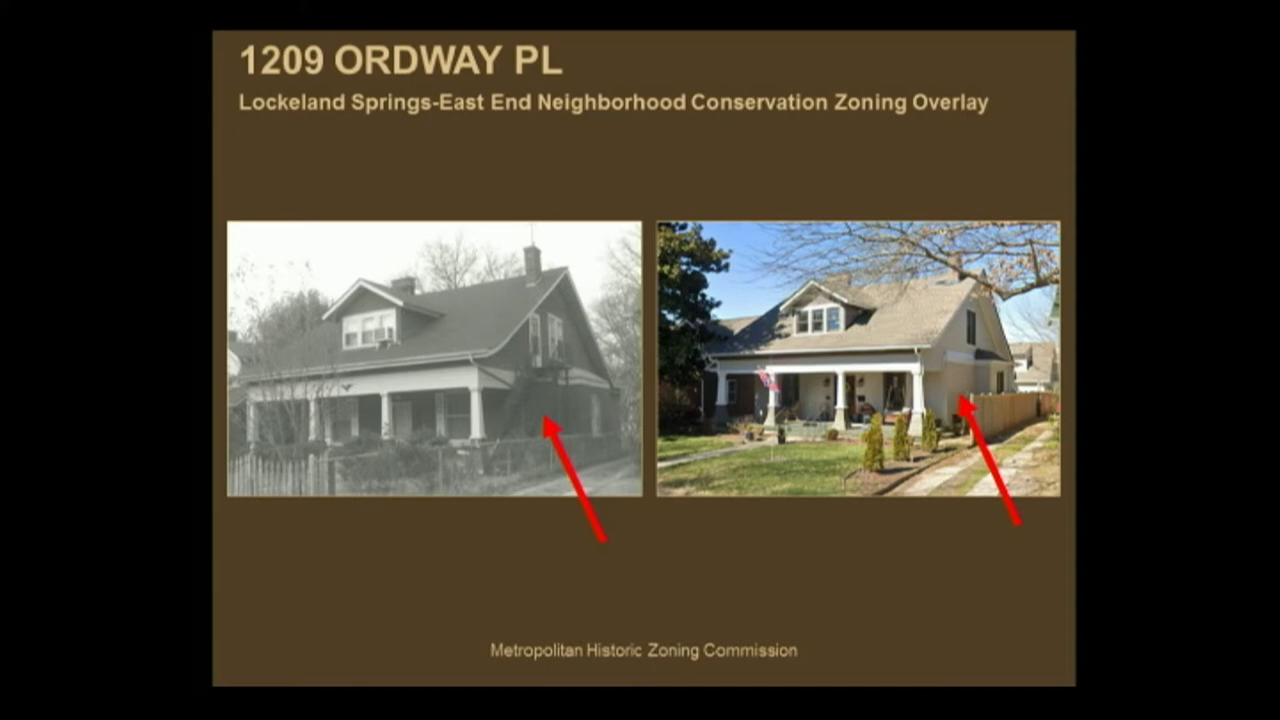 1209 ORDWAY PL
Lockeland Springs-East End Neighborhood Conservation Zoning Overlay
Metropolitan Historic Zoning Commission